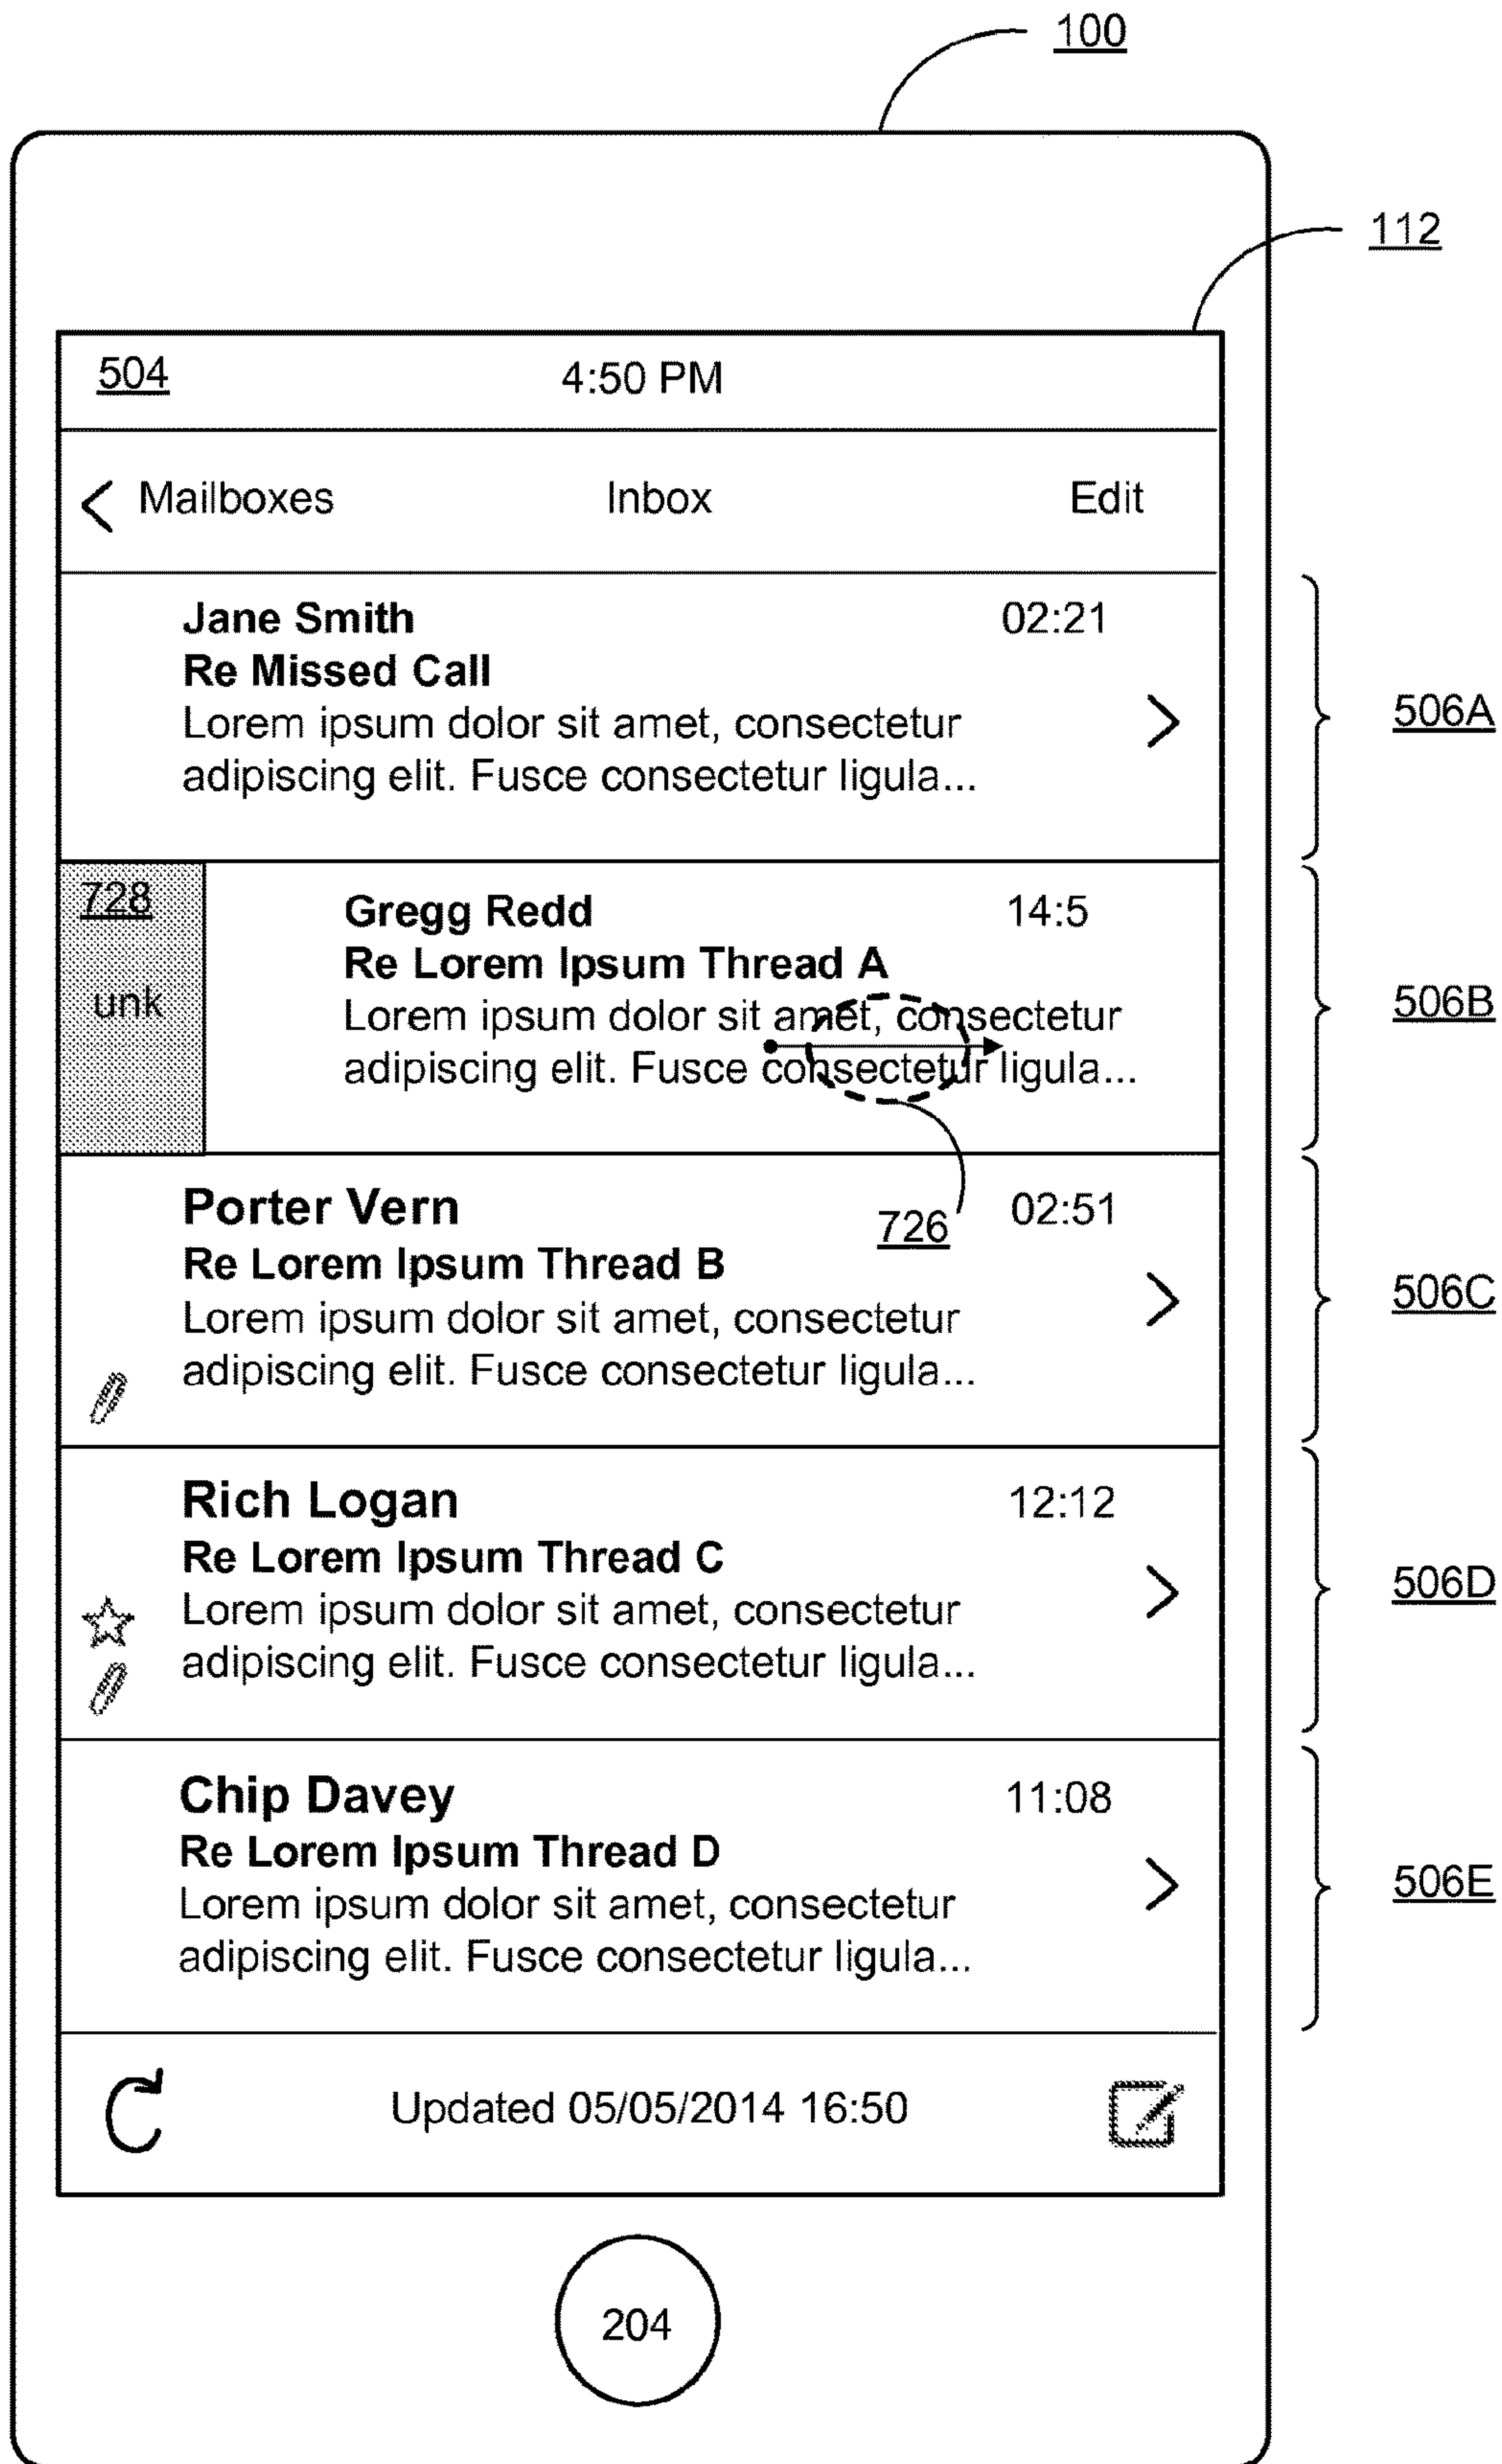 100
112
504 4:50 PM
Mailboxes Inbox Edit
Jane Smith 02:21
Re Missed Call
Lorem ipsum dolor sit amet, consectetur
adipiscing elit. Fusce consectetur ligula...
506A
728
unk
Gregg Redd 14:5
Re Lorem Ipsum Thread A
Lorem ipsum dolor sit amet, consectetur
adipiscing elit. Fusce consectetur ligula...
506B
726
Porter Vern 02:51
Re Lorem Ipsum Thread B
Lorem ipsum dolor sit amet, consectetur
adipiscing elit. Fusce consectetur ligula...
506C
Rich Logan 12:12
Re Lorem Ipsum Thread C
Lorem ipsum dolor sit amet, consectetur
adipiscing elit. Fusce consectetur ligula...
506D
Chip Davey 11:08
Re Lorem Ipsum Thread D
Lorem ipsum dolor sit amet, consectetur
adipiscing elit. Fusce consectetur ligula...
506E
Updated 05/05/2014 16:50
204